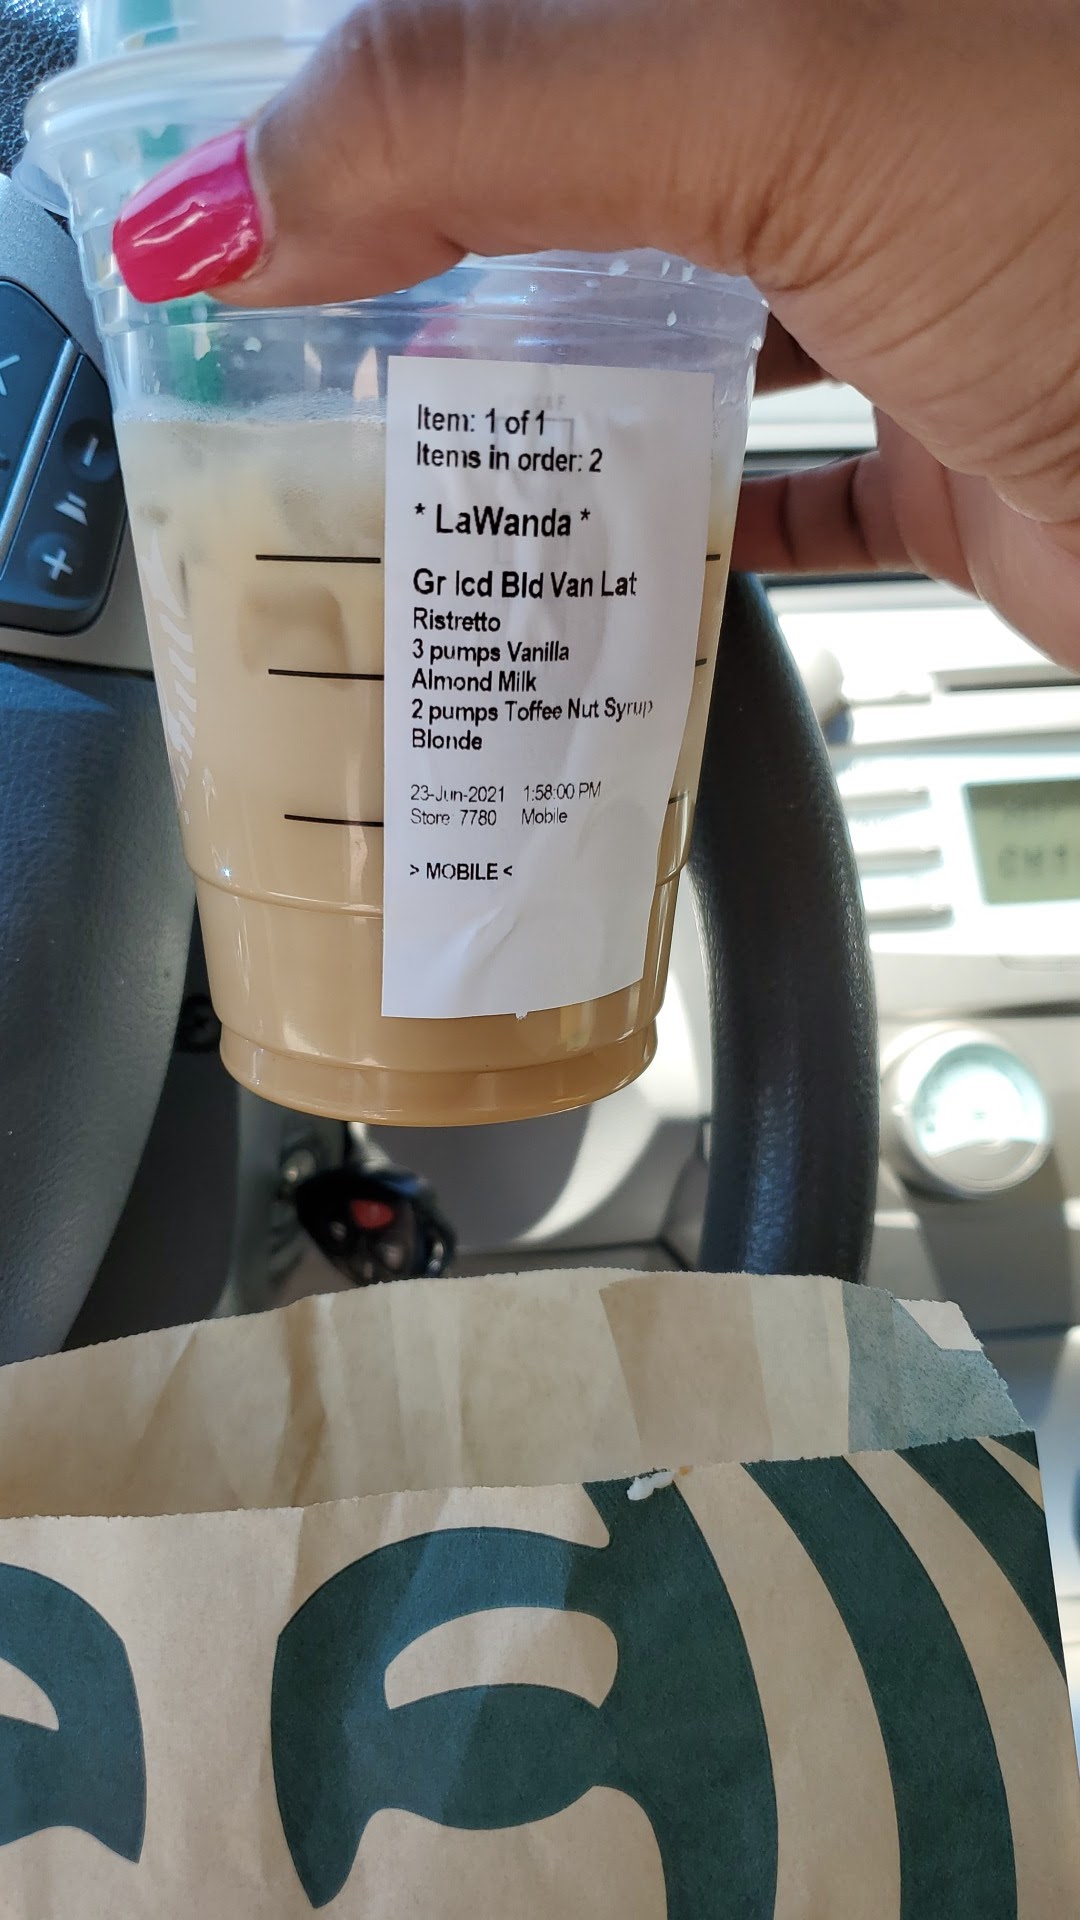 Item: 1 of 1
Items in order: 2
* LaWanda *
Gr Icd Bld Van Lat
Ristretto
3 pumps Vanilla
Almond Milk
2 pumps Toffee Nut Syrup
Blonde
23-Jun-2021 1:58:00 PM
Store 7780 Mobile
> MOBILE <